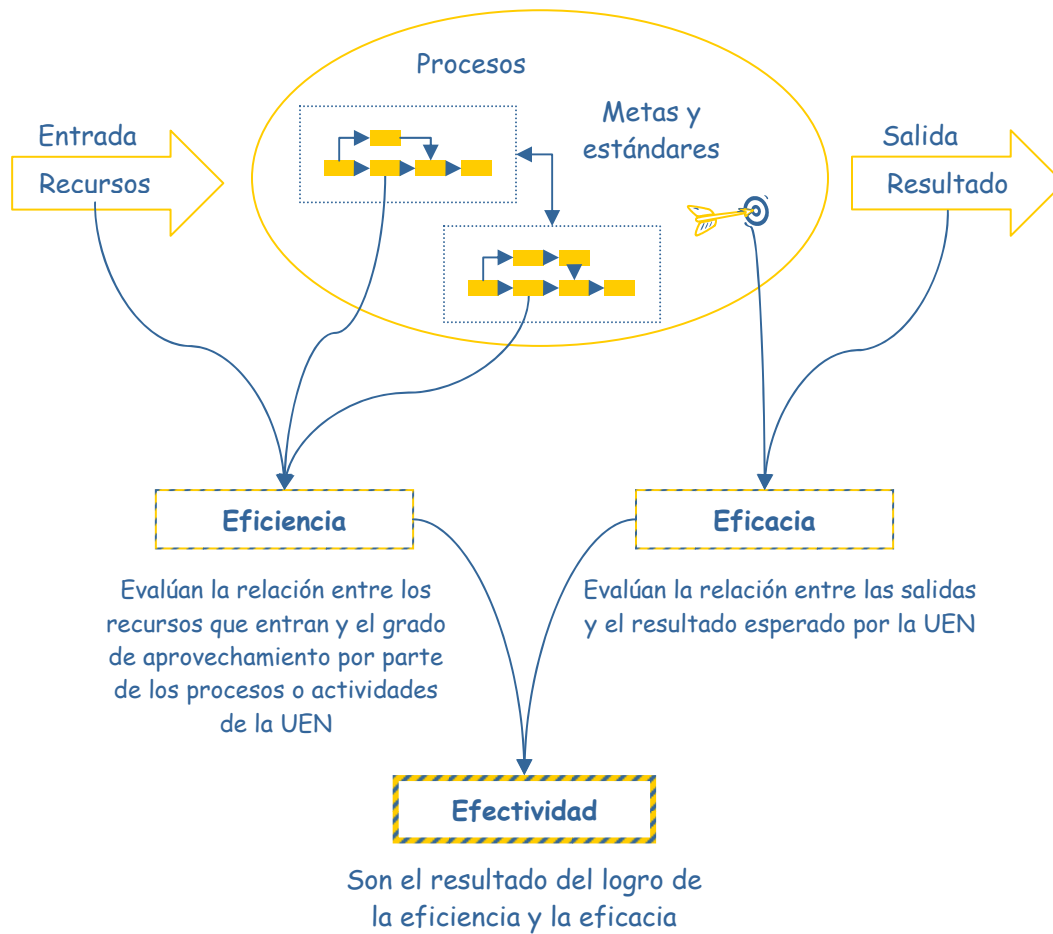 Procesos
Metas y
estándares
Entrada
Recursos
Salida
Resultado
Eficiencia
Evalúan la relación entre los
recursos que entran y el grado
de aprovechamiento por parte
de los procesos o actividades
de la UEN
Eficacia
Evalúan la relación entre las salidas
y el resultado esperado por la UEN
Efectividad
Son el resultado del logro de
la eficiencia y la eficacia